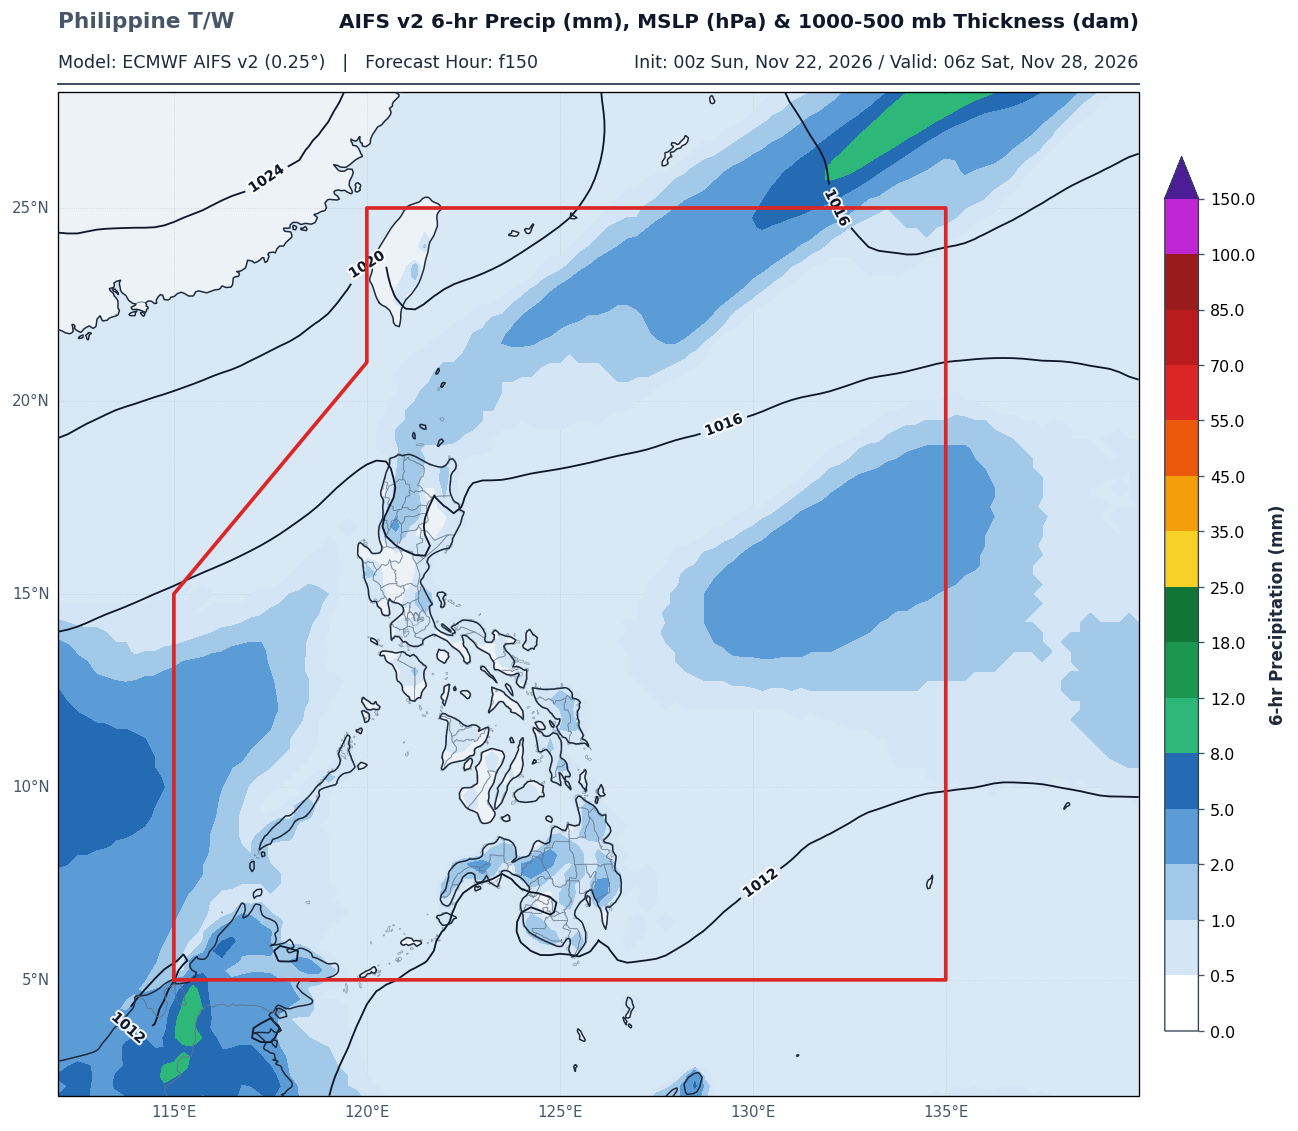 Philippine T/W
AIFS v2 6-hr Precip (mm), MSLP (hPa) & 1000-500 mb Thickness (dam)
Model: ECMWF AIFS v2 (0.25°)   |   Forecast Hour: f150
Init: 00z Sun, Nov 22, 2026 / Valid: 06z Sat, Nov 28, 2026
1024
1016
25°N
1020
20°N
1016
15°N
10°N
1012
5°N
1012
115°E
120°E
125°E
130°E
135°E
150.0
100.0
85.0
70.0
55.0
45.0
35.0
25.0
18.0
12.0
8.0
5.0
2.0
1.0
0.5
0.0
6-hr Precipitation (mm)